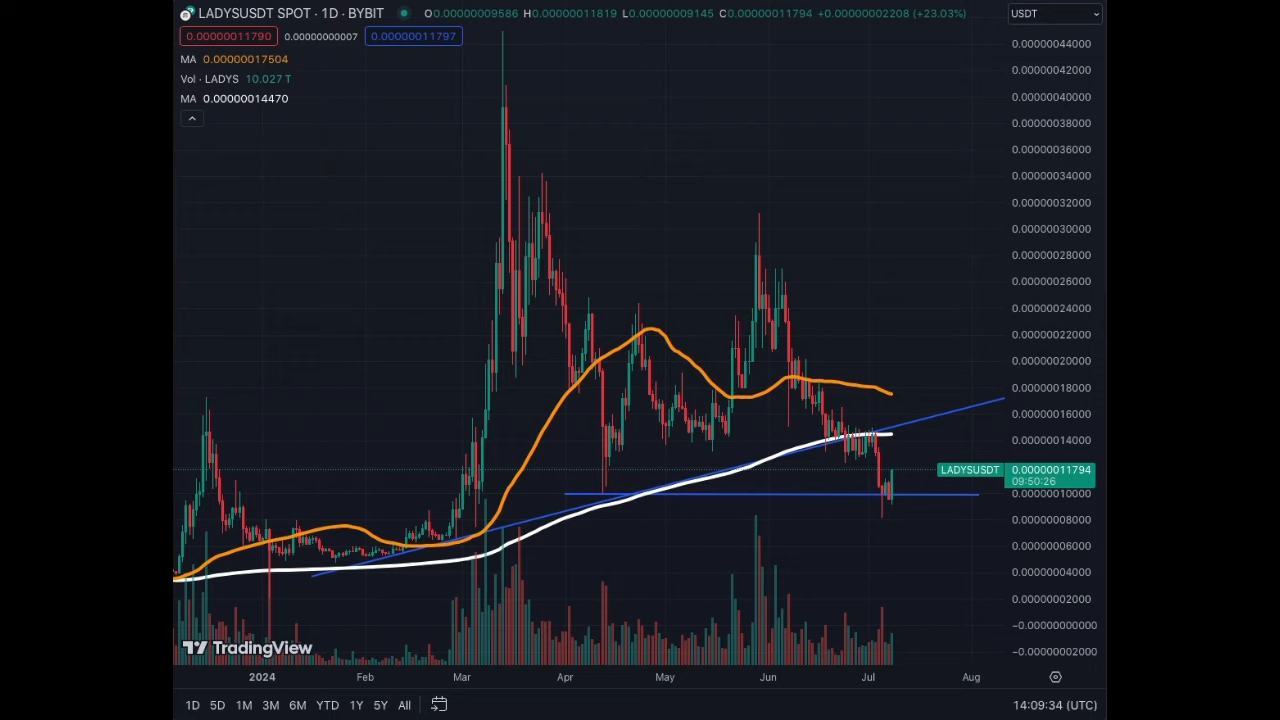 LADYSUSDT SPOT · 1D · BYBIT O0.00000009586 H0.00000011819 L0.00000009145 C0.00000011794 +0.00000002208 (+23.03%) USDT
0.00000011790 0.00000000007 0.00000011797
MA 0.00000017504
Vol · LADYS 10.027 T
MA 0.00000014470
0.00000044000
0.00000042000
0.00000040000
0.00000038000
0.00000036000
0.00000034000
0.00000032000
0.00000030000
0.00000028000
0.00000026000
0.00000024000
0.00000022000
0.00000020000
0.00000018000
0.00000016000
0.00000014000
LADYSUSDT 0.00000011794
09:50:26
0.00000010000
0.00000008000
0.00000006000
0.00000004000
0.00000002000
−0.00000000000
−0.00000002000
TradingView
2024 Feb Mar Apr May Jun Jul Aug
1D 5D 1M 3M 6M YTD 1Y 5Y All 14:09:34 (UTC)